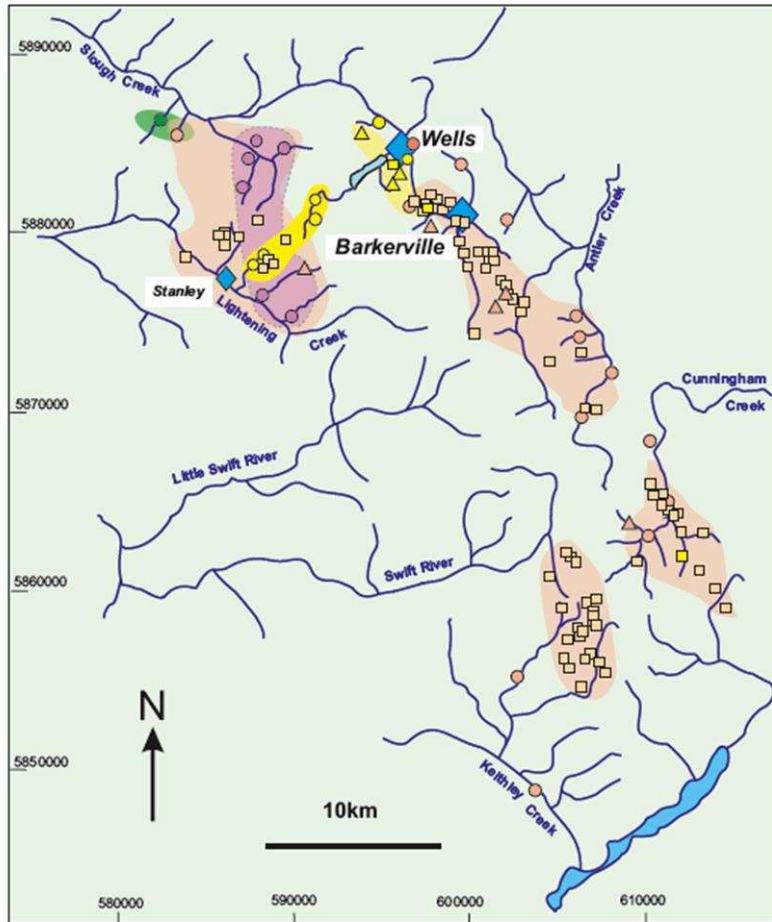 5890000
Slough Creek
Wells
5880000
Barkerville
Antler Creek
Stanley
Lightening
Creek
5870000
Cunningham
Creek
Little Swift River
5860000
Swift River
N
5850000
Keithley Creek
10km
580000
590000
600000
610000